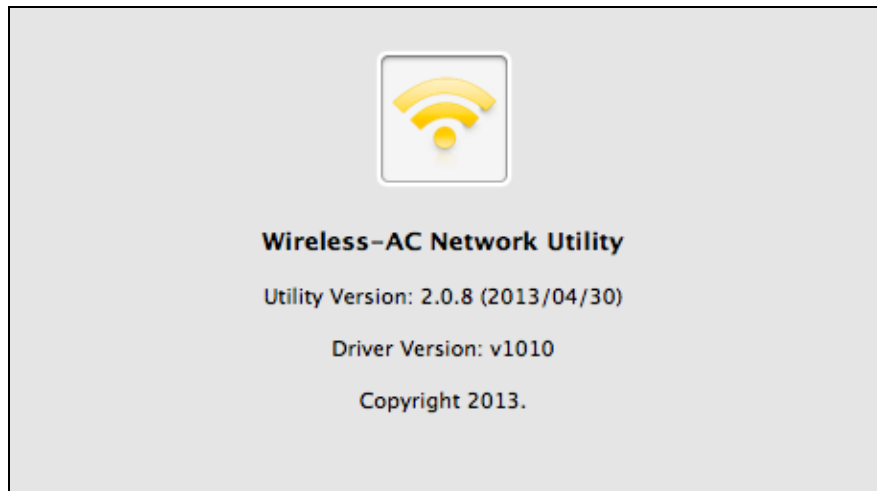 Wireless-AC Network Utility
Utility Version: 2.0.8 (2013/04/30)
Driver Version: v1010
Copyright 2013.